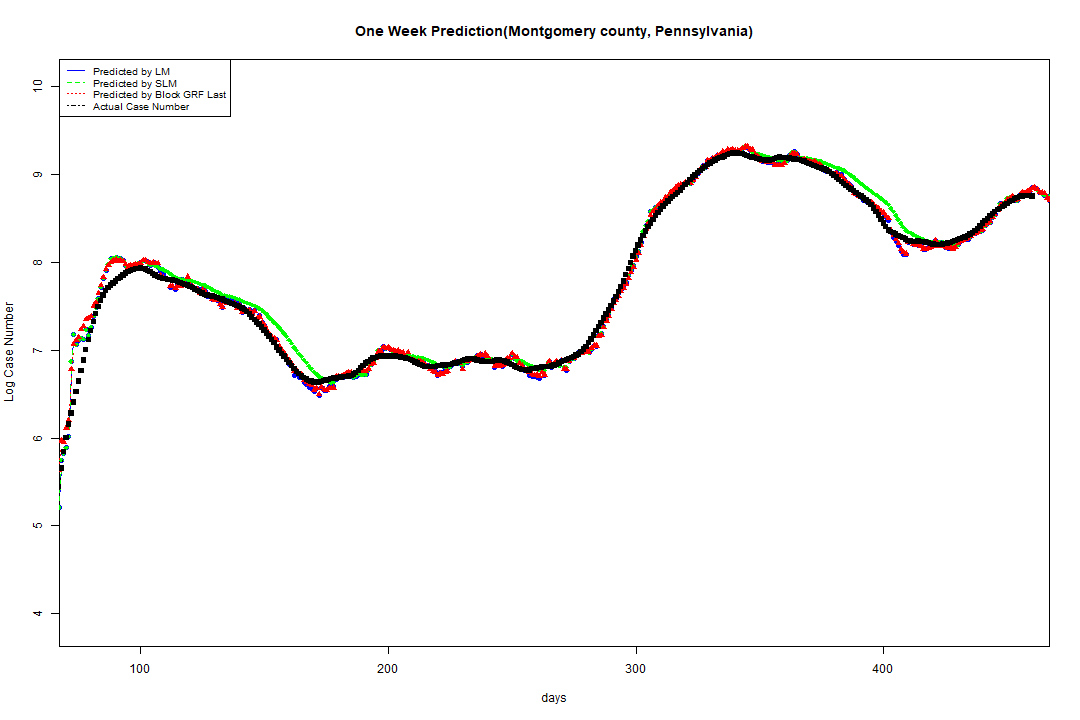 One Week Prediction(Montgomery county, Pennsylvania)
Predicted by LM
Predicted by SLM
Predicted by Block GRF Last
Actual Case Number
10
9
8
7
6
5
4
Log Case Number
100
200
300
400
days